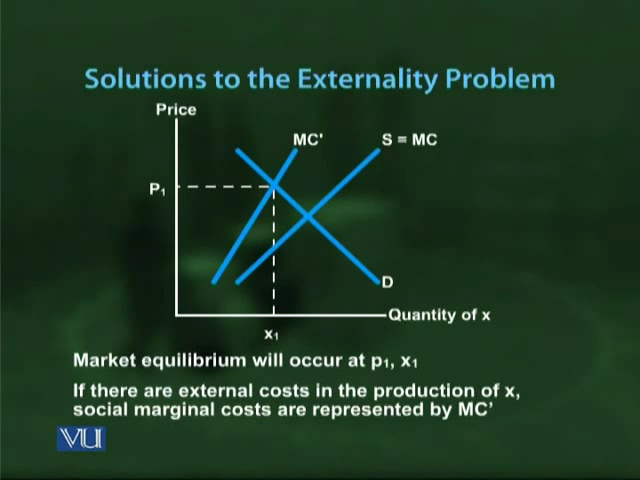 Solutions to the Externality Problem
Price
MC'
S = MC
P₁
D
Quantity of x
x₁
Market equilibrium will occur at p₁, x₁
If there are external costs in the production of x,
social marginal costs are represented by MC’
VU